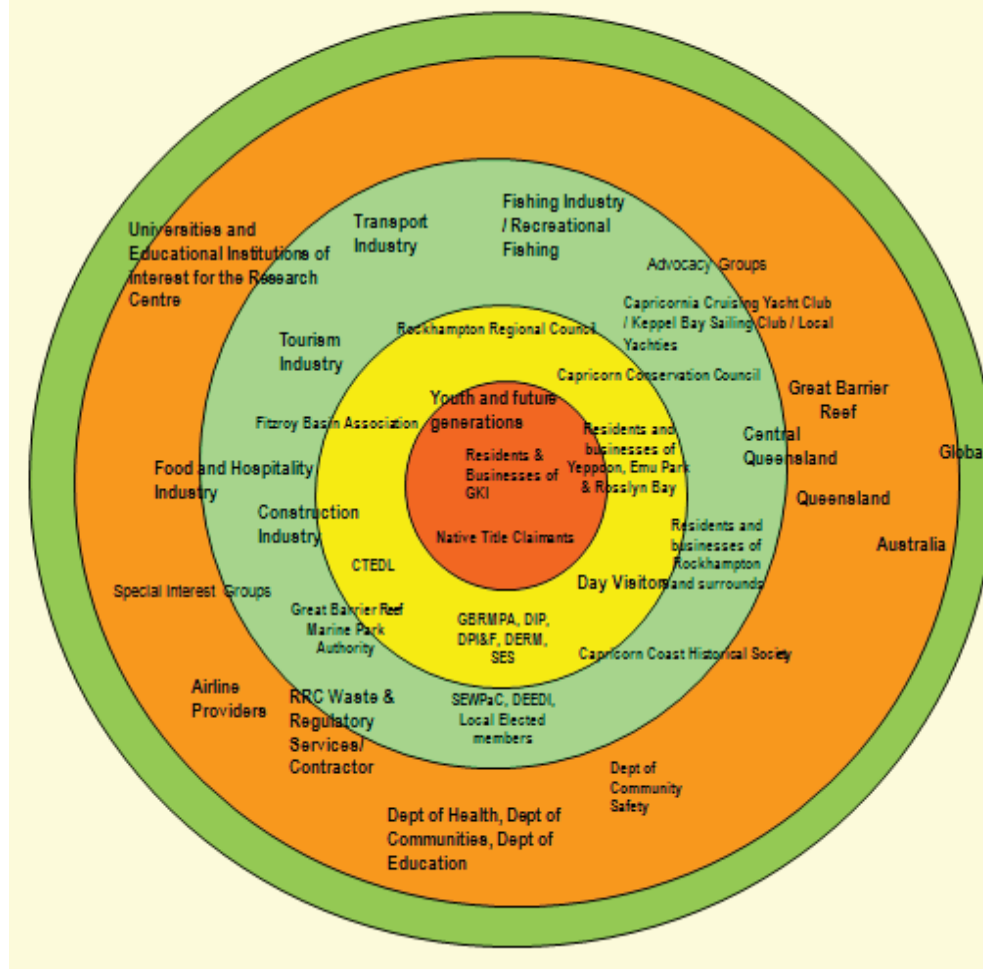 Fishing Industry
/ Recreational
Fishing
Transport
Industry
Universities and
Educational Institutions of
interest for the Research
Centre
Advocacy Groups
Capricornia Cruising Yacht Club
/ Keppel Bay Sailing Club / Local
Yachties
Rockhampton Regional Council
Tourism
Industry
Capricorn Conservation Council
Great Barrier
Reef
Youth and future
generations
Fitzroy Basin Association
Residents and
businesses of
Yeppoon, Emu Park
& Rosslyn Bay
Central
Queensland
Global
Residents &
Businesses of
GKI
Food and Hospitality
Industry
Queensland
Construction
Industry
Native Title Claimants
Residents and
businesses of
Rockhampton
and surrounds
Australia
CTEDL
Day Visitors
Special Interest Groups
Great Barrier Reef
Marine Park
Authority
GBRMPA, DIP,
DPI&F, DERM,
SES
Capricorn Coast Historical Society
Airline
Providers
RRC Waste &
Regulatory
Services/
Contractor
SEWPaC, DEEDI,
Local Elected
members
Dept of
Community
Safety
Dept of Health, Dept of
Communities, Dept of
Education